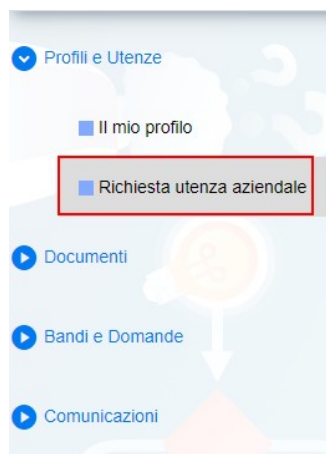 Profili e Utenze
Il mio profilo
Richiesta utenza aziendale
Documenti
Bandi e Domande
Comunicazioni